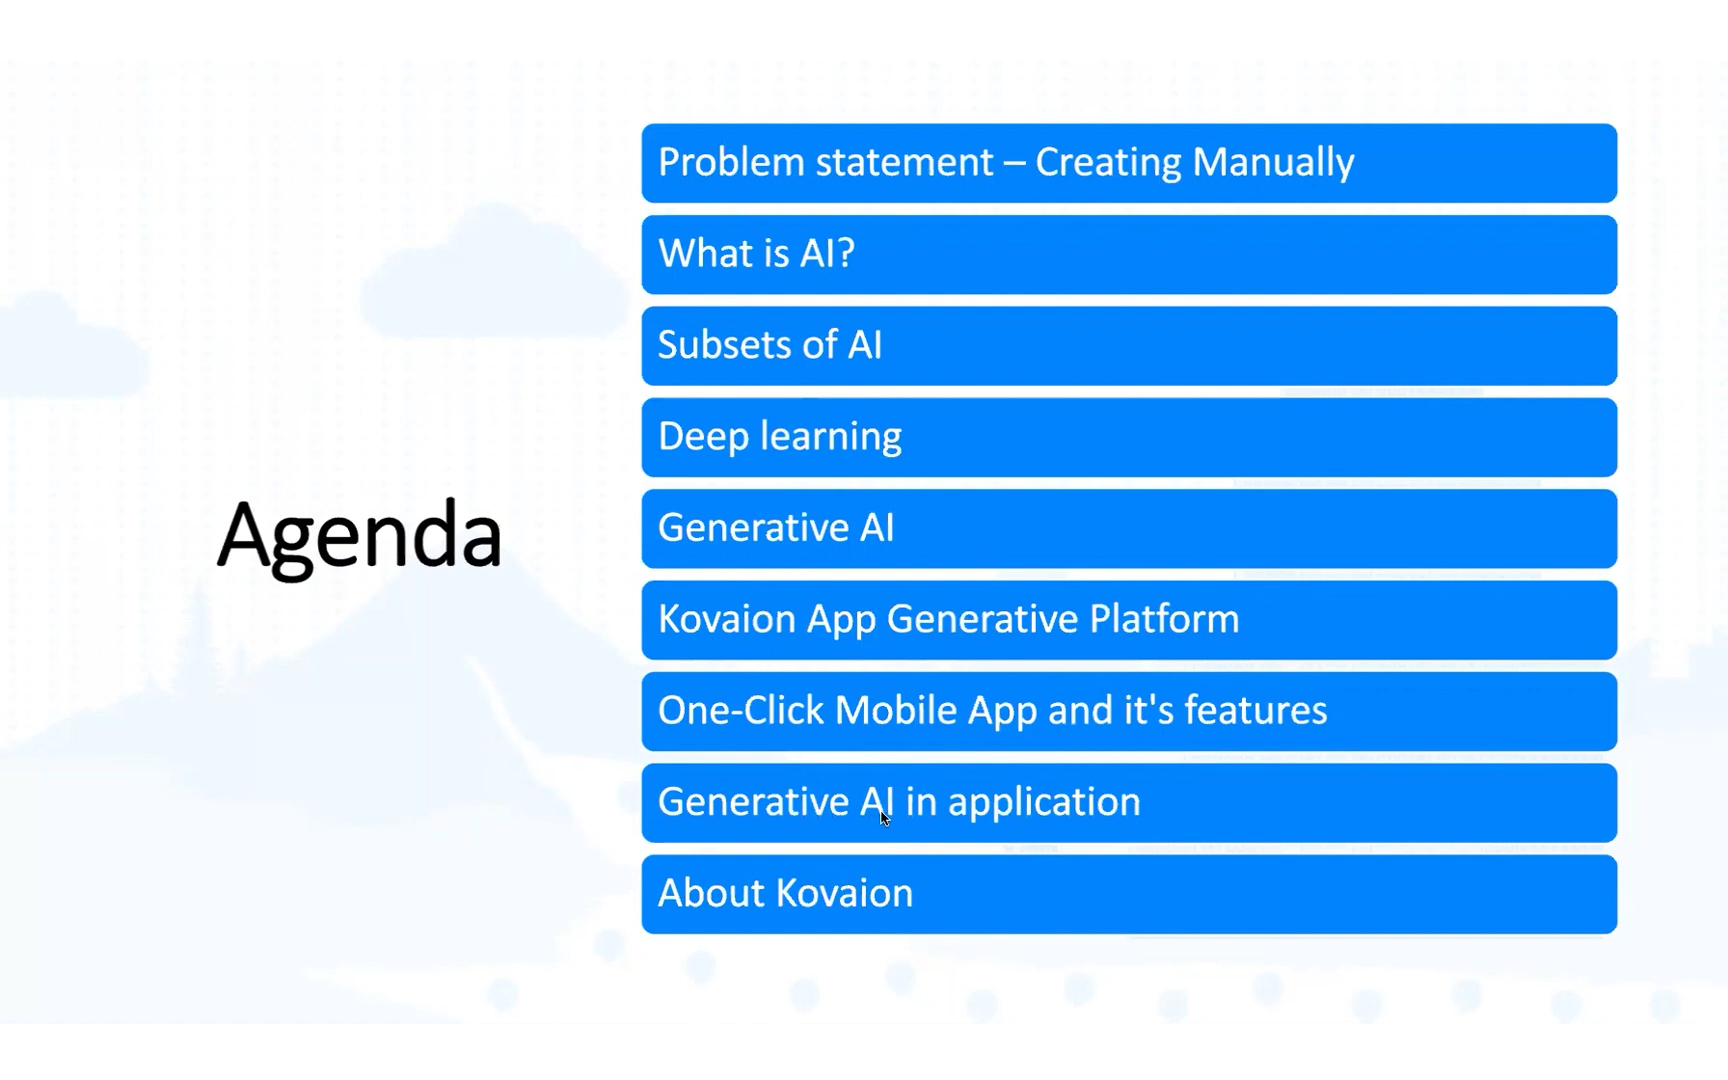 Agenda
Problem statement – Creating Manually
What is AI?
Subsets of AI
Deep learning
Generative AI
Kovaion App Generative Platform
One-Click Mobile App and it's features
Generative AI in application
About Kovaion